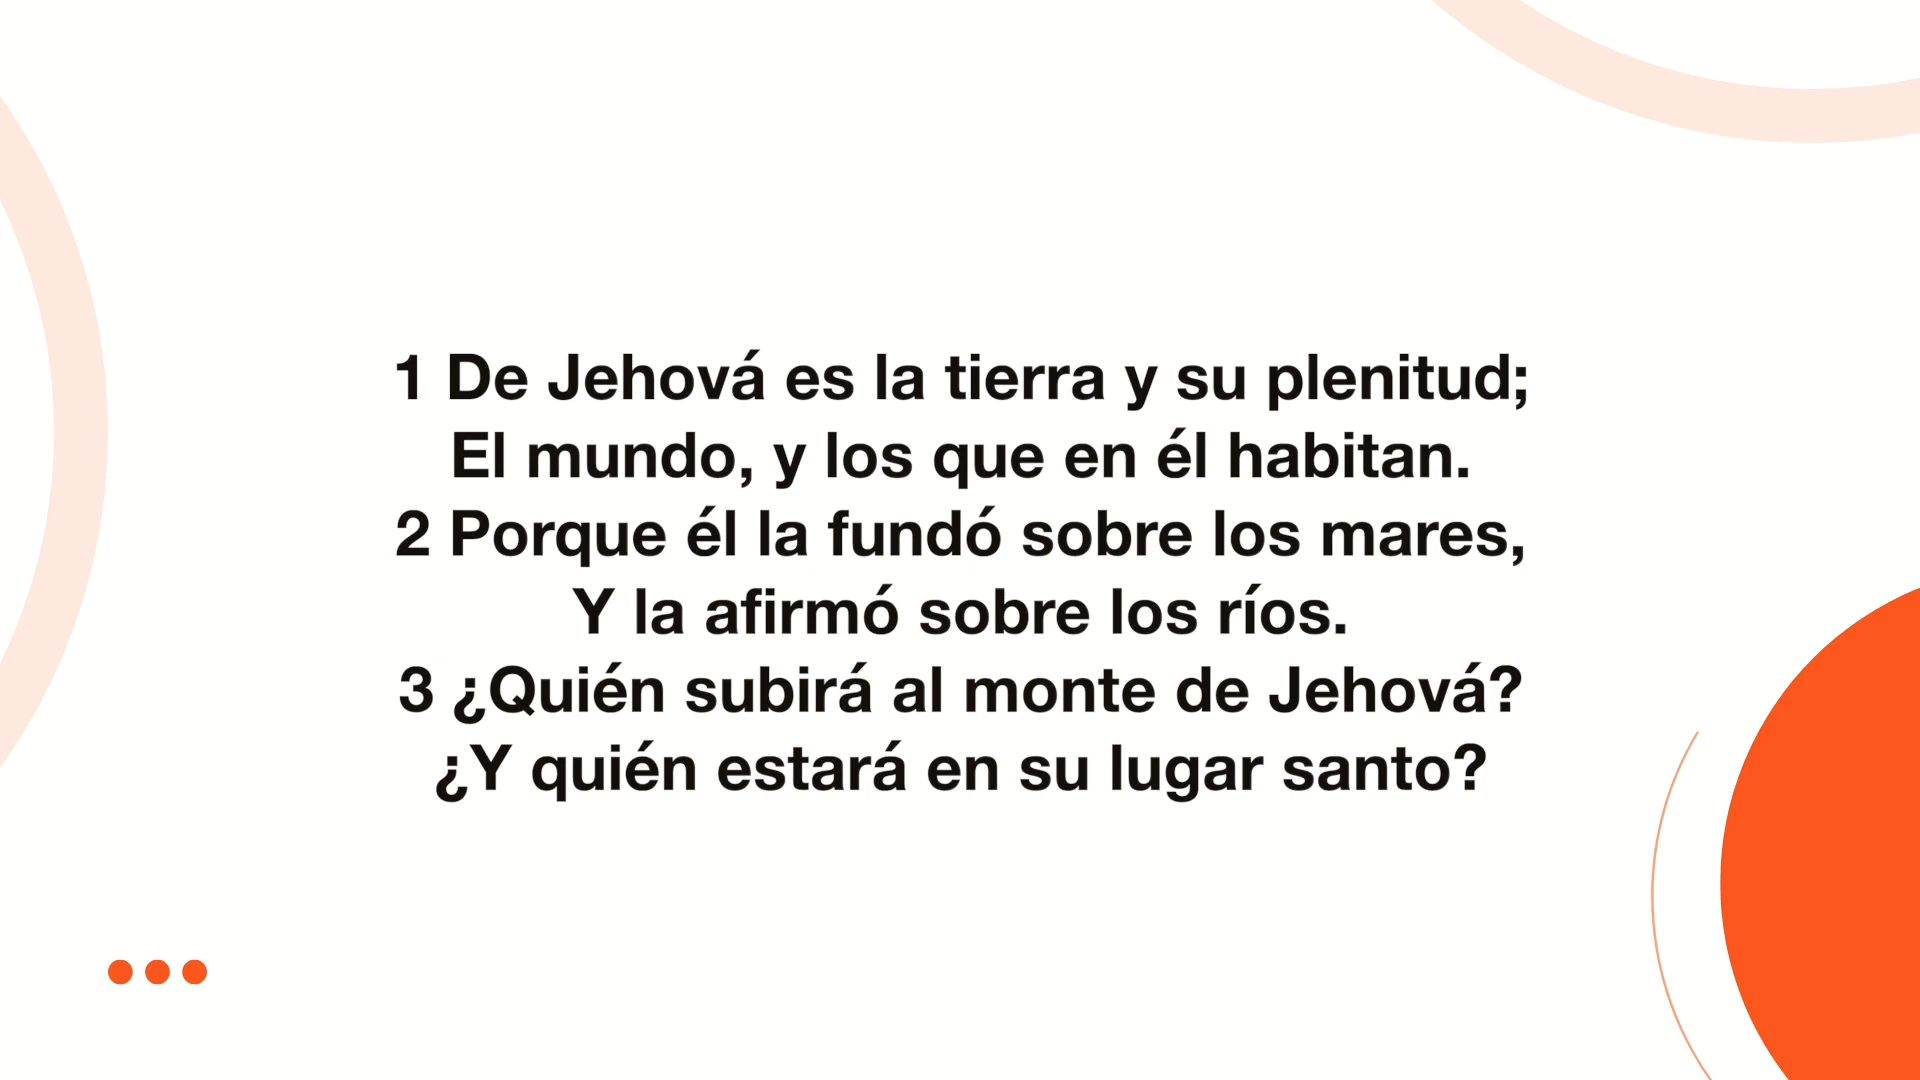 1 De Jehová es la tierra y su plenitud;
El mundo, y los que en él habitan.
2 Porque él la fundó sobre los mares,
Y la afirmó sobre los ríos.
3 ¿Quién subirá al monte de Jehová?
¿Y quién estará en su lugar santo?